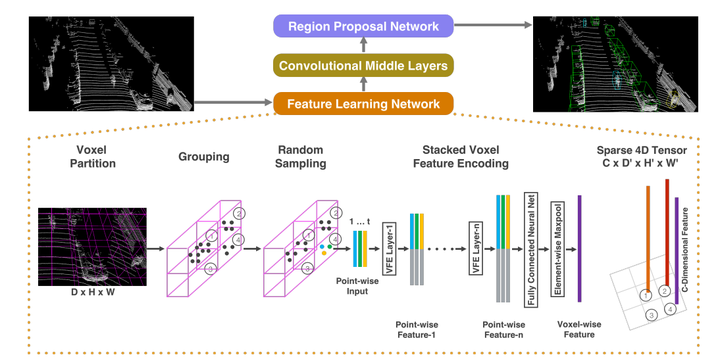 Region Proposal Network
Convolutional Middle Layers
Feature Learning Network
Voxel
Partition
Grouping
Random
Sampling
Stacked Voxel
Feature Encoding
Sparse 4D Tensor
C x D' x H' x W'
D x H x W
2
1
4
3
2
1
4
3
1 ... t
Point-wise
Input
VFE Layer-1
Point-wise
Feature-1
VFE Layer-n
Point-wise
Feature-n
Fully Connected Neural Net
Element-wise Maxpool
Voxel-wise
Feature
C-Dimensional Feature
1
2
3
4